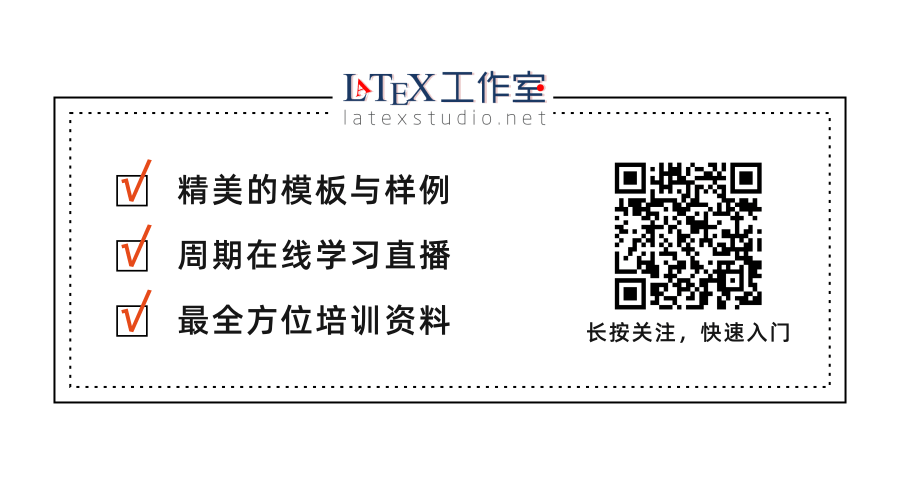 LATEX工作室
latexstudio.net
精美的模板与样例
周期在线学习直播
最全方位培训资料
长按关注，快速入门